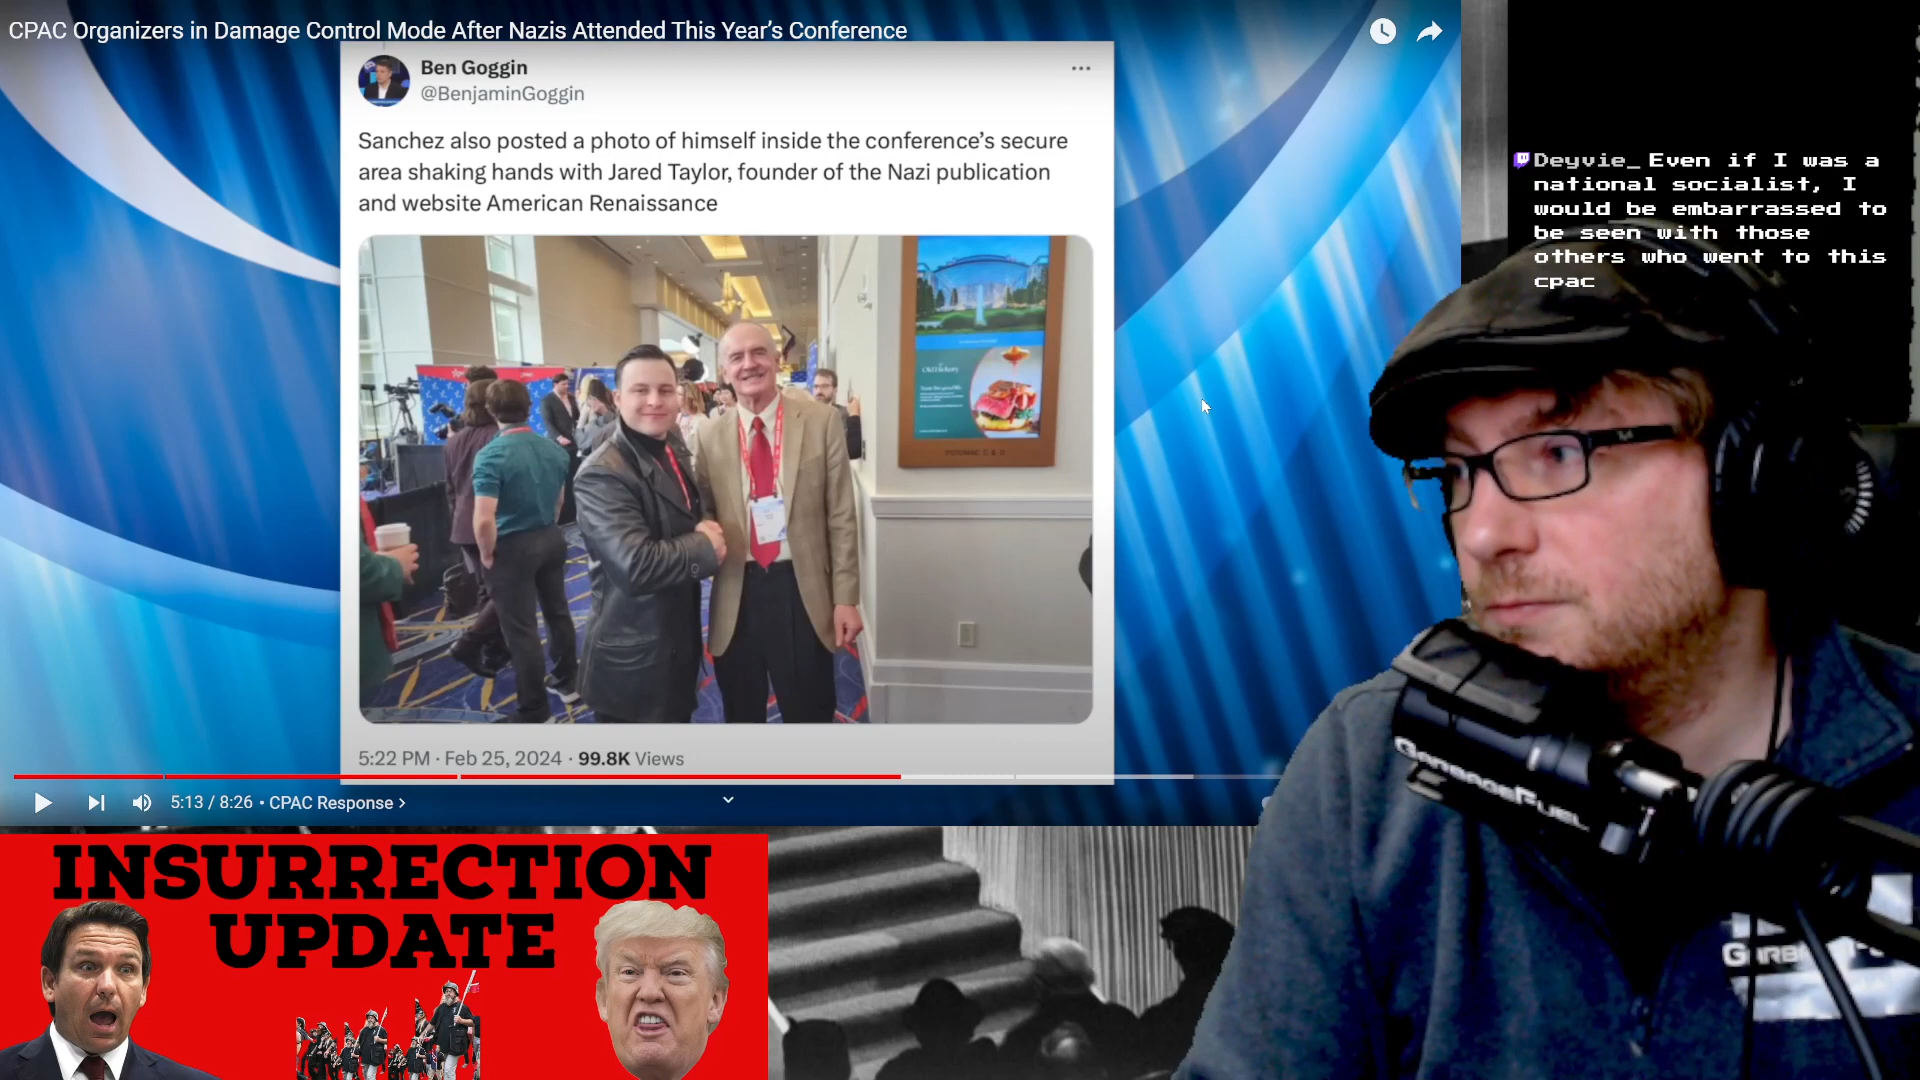 CPAC Organizers in Damage Control Mode After Nazis Attended This Year’s Conference
Ben Goggin
@BenjaminGoggin
Sanchez also posted a photo of himself inside the conference’s secure
area shaking hands with Jared Taylor, founder of the Nazi publication
and website American Renaissance
5:22 PM · Feb 25, 2024 · 99.8K Views
5:13 / 8:26 • CPAC Response
Deyvie_ Even if I was a
national socialist, I
would be embarrassed to
be seen with those
others who went to this
cpac
INSURRECTION
UPDATE
GARBAGEFUEL